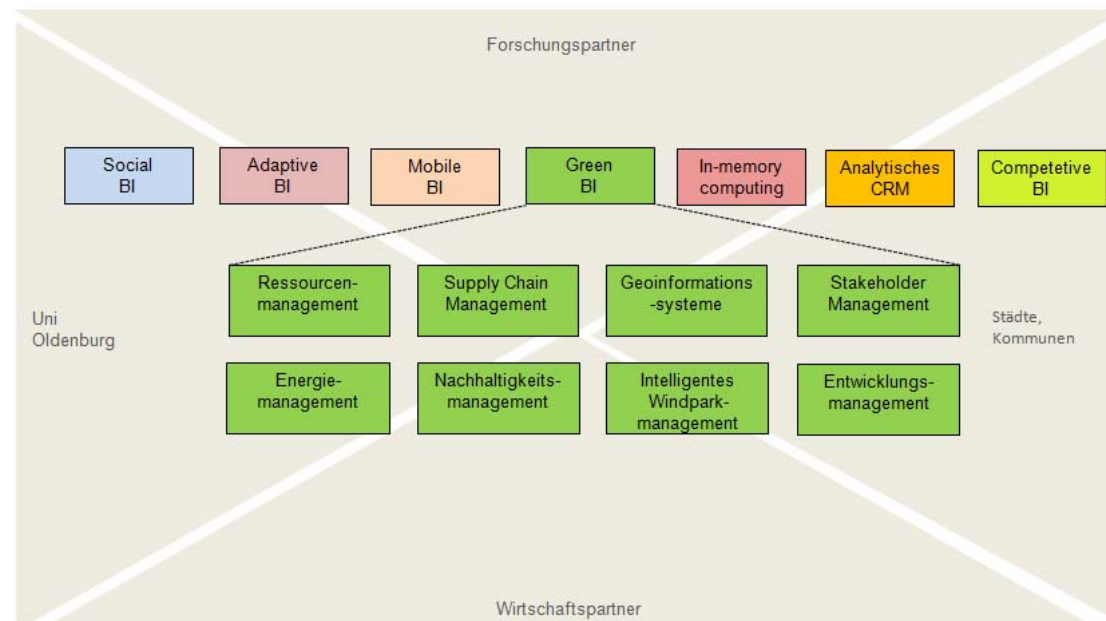 Forschungspartner
Social
BI
Adaptive
BI
Mobile
BI
Green
BI
In-memory
computing
Analytisches
CRM
Competetive
BI
Ressourcen-
management
Supply Chain
Management
Geoinformations
-systeme
Stakeholder
Management
Uni
Oldenburg
Städte,
Kommunen
Energie-
management
Nachhaltigkeits-
management
Intelligentes
Windpark-
management
Entwicklungs-
management
Wirtschaftspartner